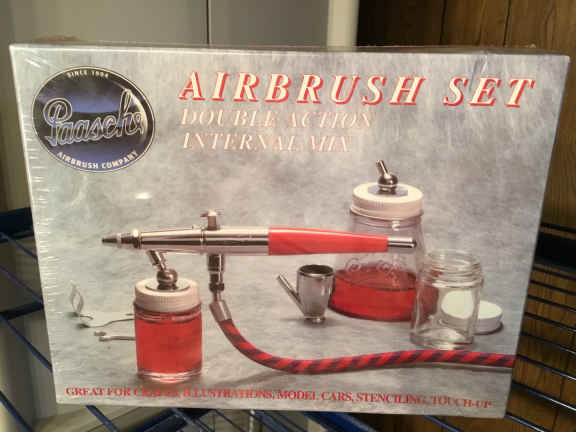 SINCE 1904
Paasche
AIRBRUSH COMPANY
AIRBRUSH SET
DOUBLE ACTION
INTERNAL MIX
GREAT FOR CRAFTS, ILLUSTRATIONS, MODEL CARS, STENCILING, TOUCH-UP